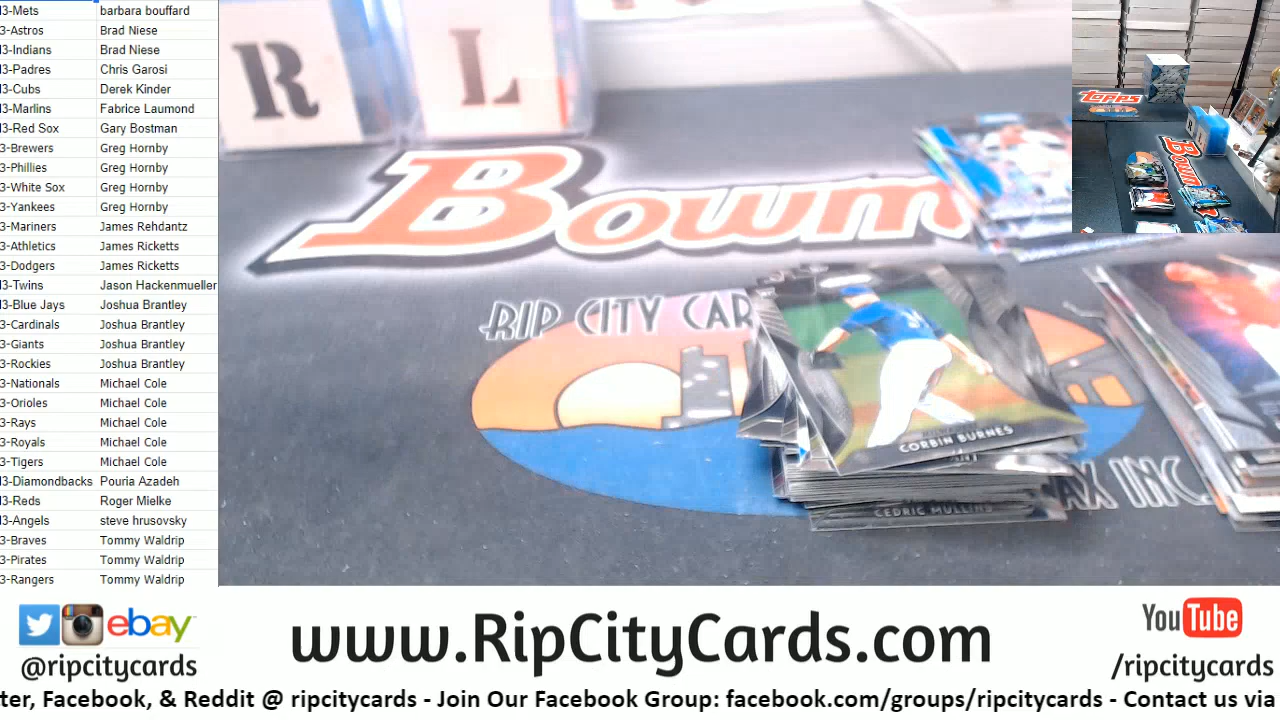 3-Mets barbara bouffard
3-Astros Brad Niese
3-Indians Brad Niese
3-Padres Chris Garosi
3-Cubs Derek Kinder
3-Marlins Fabrice Laumond
3-Red Sox Gary Bostman
3-Brewers Greg Hornby
3-Phillies Greg Hornby
3-White Sox Greg Hornby
3-Yankees Greg Hornby
3-Mariners James Rehdantz
3-Athletics James Ricketts
3-Dodgers James Ricketts
3-Twins Jason Hackenmueller
3-Blue Jays Joshua Brantley
3-Cardinals Joshua Brantley
3-Giants Joshua Brantley
3-Rockies Joshua Brantley
3-Nationals Michael Cole
3-Orioles Michael Cole
3-Rays Michael Cole
3-Royals Michael Cole
3-Tigers Michael Cole
3-Diamondbacks Pouria Azadeh
3-Reds Roger Mielke
3-Angels steve hrusovsky
3-Braves Tommy Waldrip
3-Pirates Tommy Waldrip
3-Rangers Tommy Waldrip
R L
Bowm
RIP CITY CAR
CORBIN BURNES
CEDRIC MULLINS
AX INC.
TOPPS
Bowm
ebay
@ripcitycards
www.RipCityCards.com
YouTube
/ripcitycards
ter, Facebook, & Reddit @ ripcitycards - Join Our Facebook Group: facebook.com/groups/ripcitycards - Contact us via